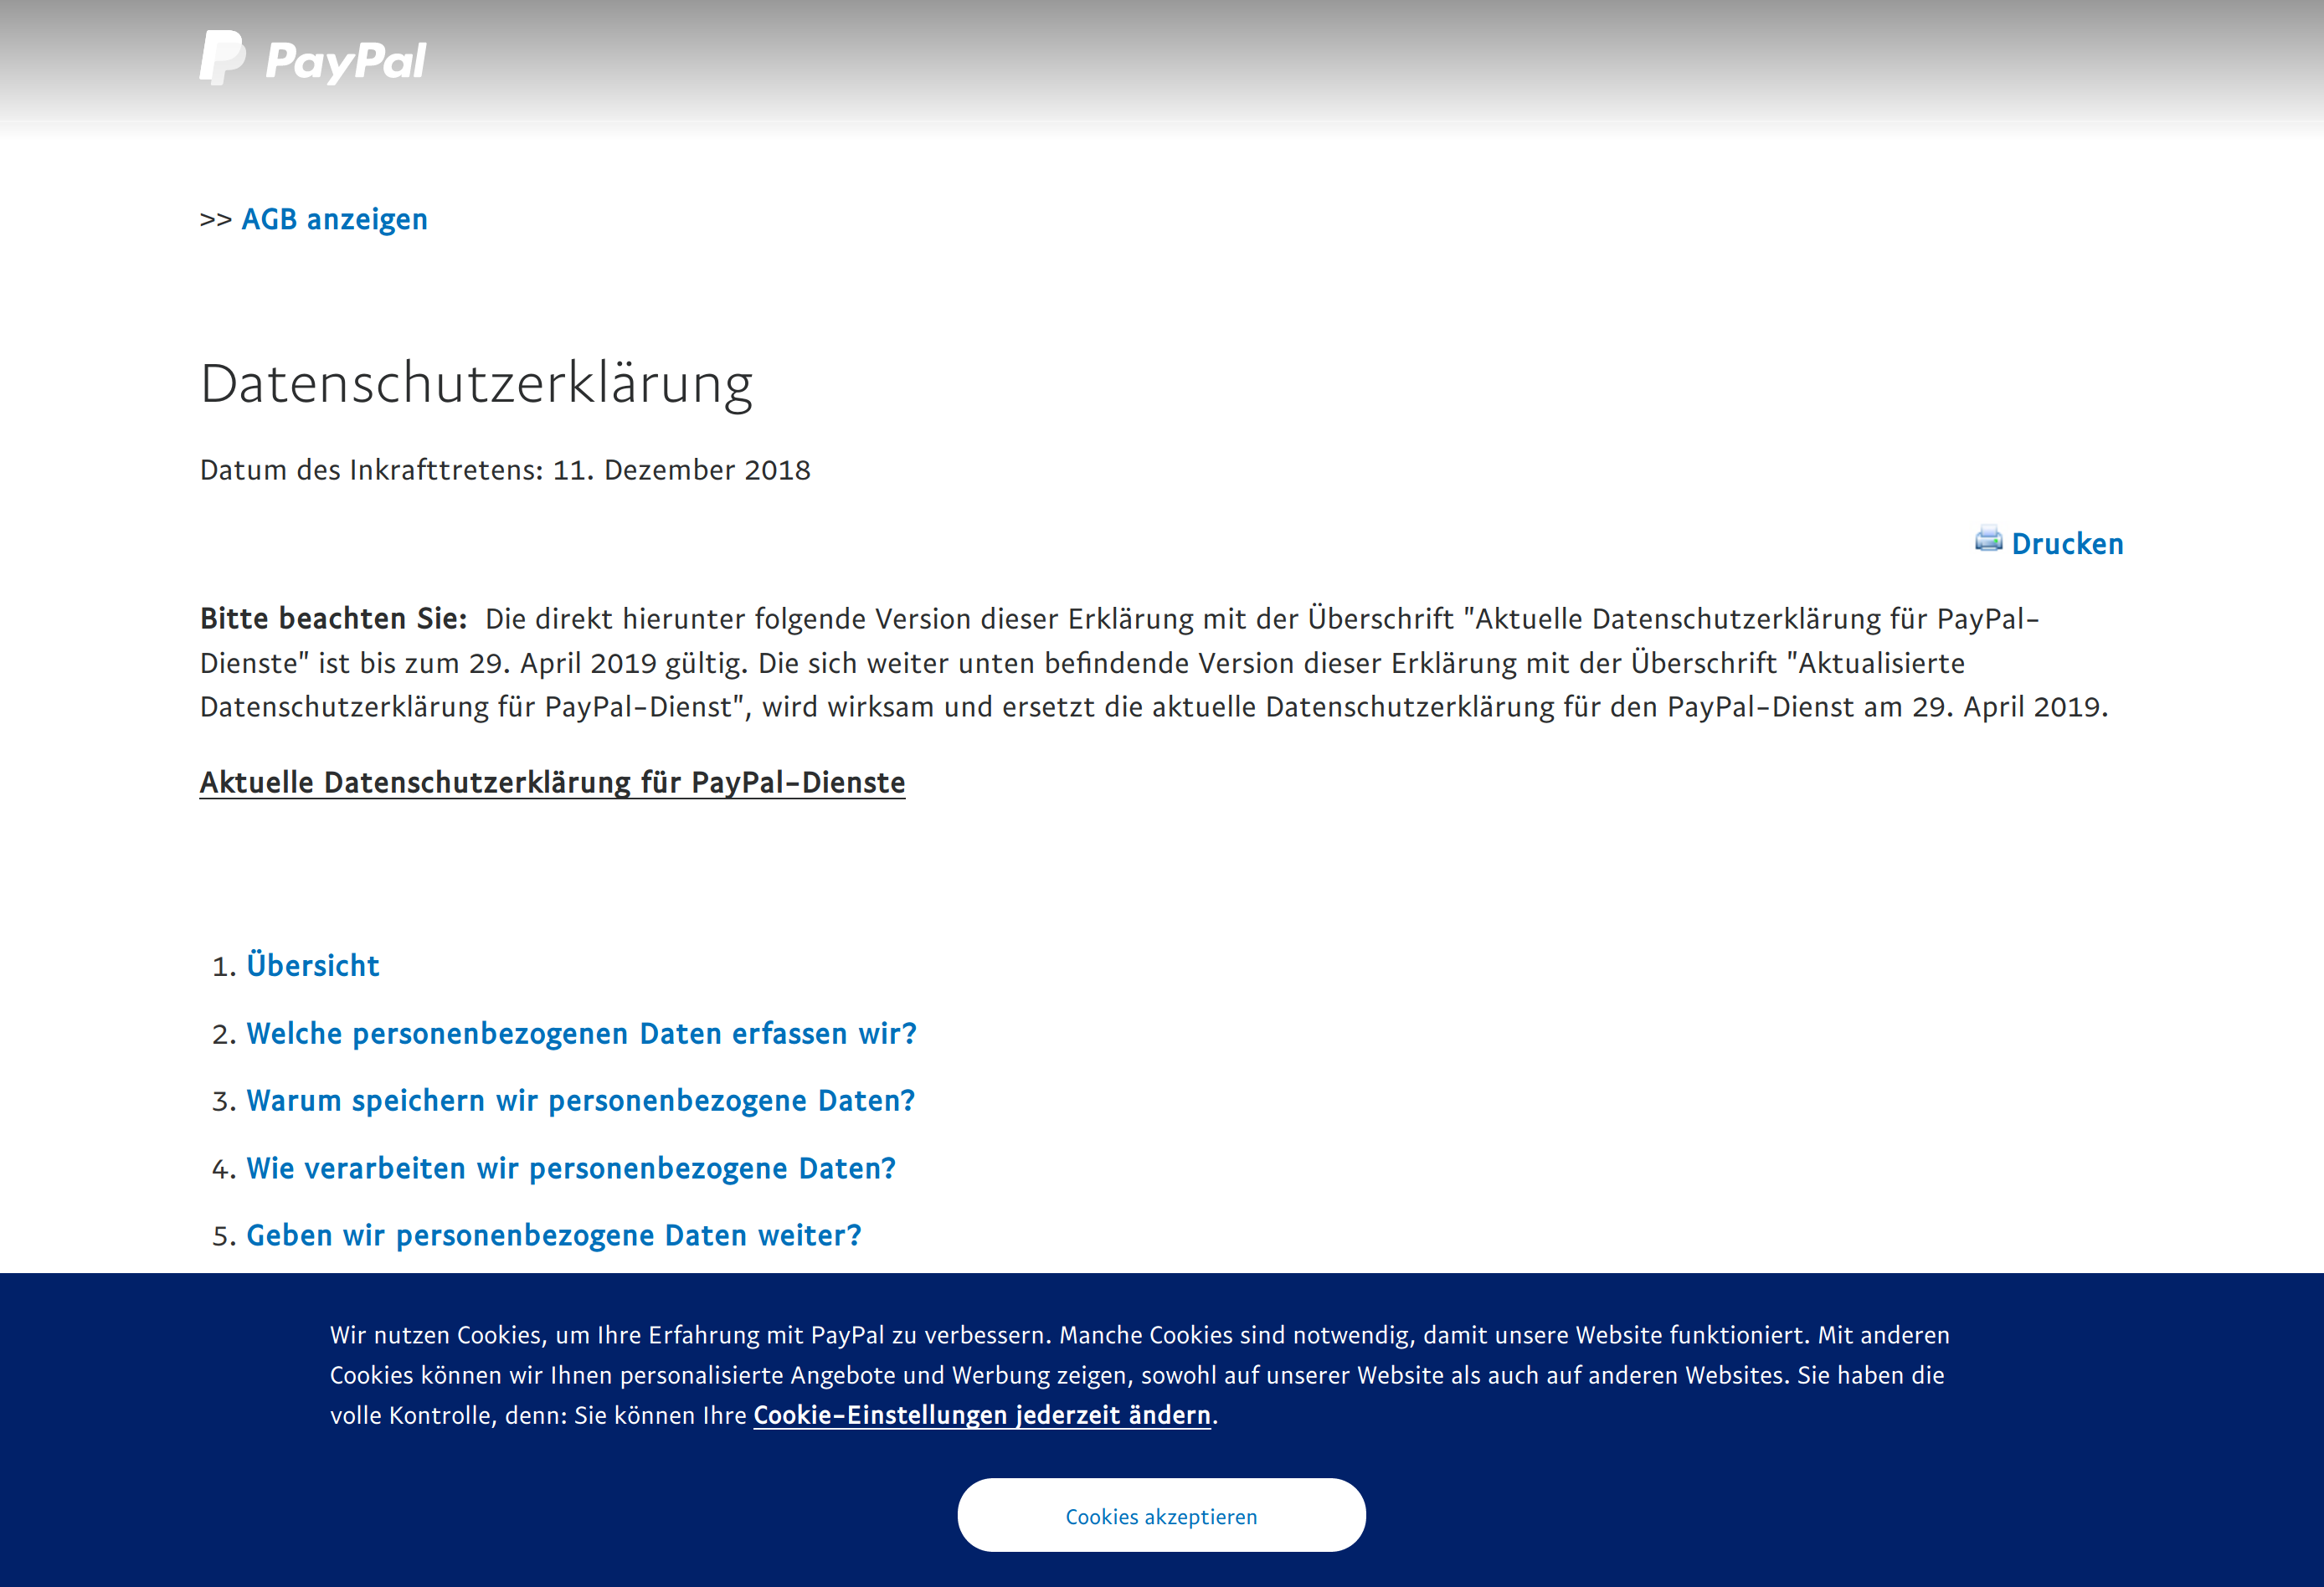 PayPal
>> AGB anzeigen
Datenschutzerklärung
Datum des Inkrafttretens: 11. Dezember 2018
Drucken
Bitte beachten Sie: Die direkt hierunter folgende Version dieser Erklärung mit der Überschrift "Aktuelle Datenschutzerklärung für PayPal-
Dienste" ist bis zum 29. April 2019 gültig. Die sich weiter unten befindende Version dieser Erklärung mit der Überschrift "Aktualisierte
Datenschutzerklärung für PayPal-Dienst", wird wirksam und ersetzt die aktuelle Datenschutzerklärung für den PayPal-Dienst am 29. April 2019.
Aktuelle Datenschutzerklärung für PayPal-Dienste
1. Übersicht
2. Welche personenbezogenen Daten erfassen wir?
3. Warum speichern wir personenbezogene Daten?
4. Wie verarbeiten wir personenbezogene Daten?
5. Geben wir personenbezogene Daten weiter?
Wir nutzen Cookies, um Ihre Erfahrung mit PayPal zu verbessern. Manche Cookies sind notwendig, damit unsere Website funktioniert. Mit anderen
Cookies können wir Ihnen personalisierte Angebote und Werbung zeigen, sowohl auf unserer Website als auch auf anderen Websites. Sie haben die
volle Kontrolle, denn: Sie können Ihre Cookie-Einstellungen jederzeit ändern.
Cookies akzeptieren